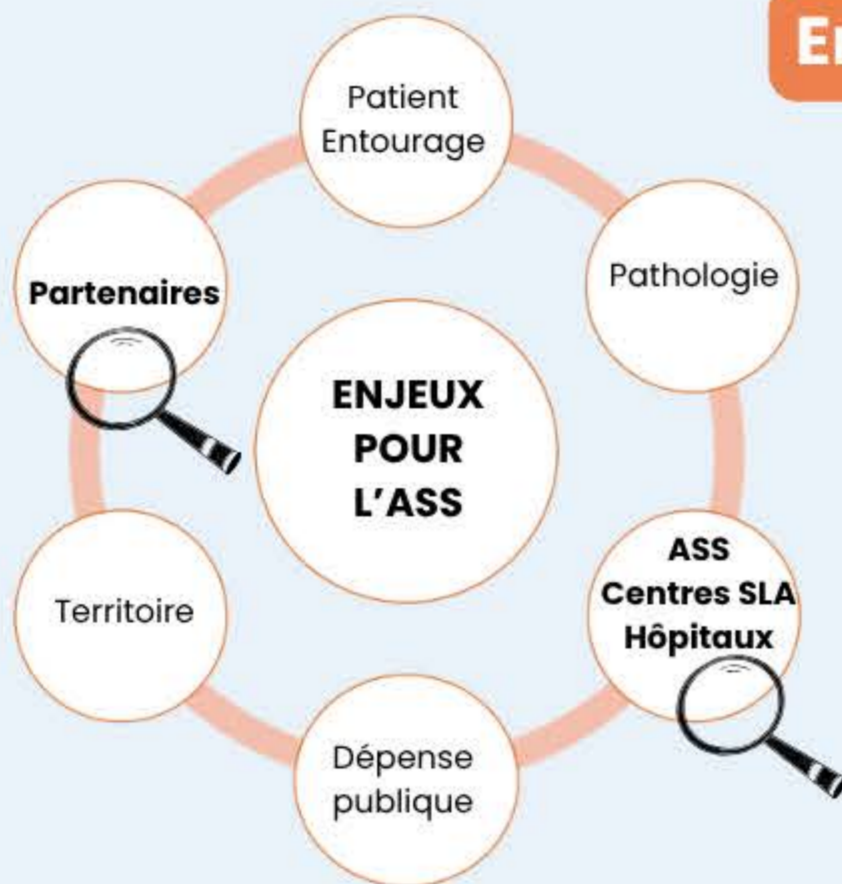 Patient
Entourage
Partenaires
Pathologie
ENJEUX
POUR
L'ASS
ASS
Centres SLA
Hôpitaux
Territoire
Dépense
publique